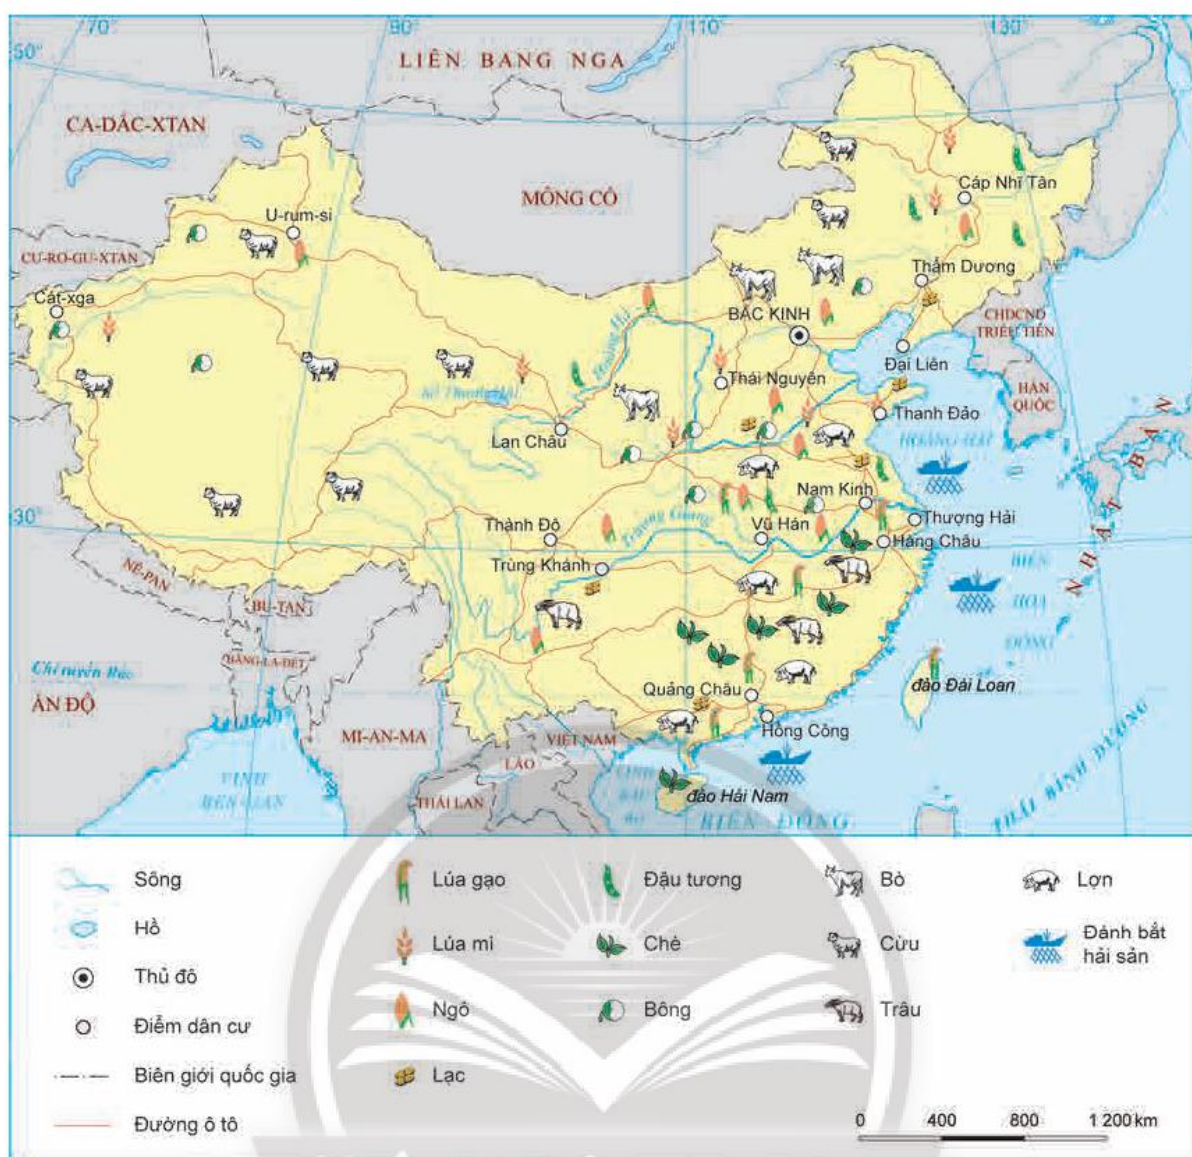 70°
90°
110°
130°
50°
LIÊN BANG NGA
CA-DẮC-XTAN
MÔNG CỔ
Cáp Nhĩ Tân
U-rum-si
CƯ-RƠ-GƯ-XTAN
Thẩm Dương
Cát-xga
BẮC KINH
CHDCND
TRIỀU TIÊN
Hoàng Hà
Đại Liên
Thái Nguyên
HÀN
QUỐC
Hồ Thanh Hải
Thanh Đảo
NHẬT BẢN
Lan Châu
HOÀNG HẢI
Nam Kinh
30°
Thành Đô
Trường Giang
Vũ Hán
Thượng Hải
Hàng Châu
Trùng Khánh
BIỂN
HOA
ĐÔNG
NÊ-PAN
BU-TAN
BĂNG-LA-ĐÉT
Chí tuyến Bắc
ẤN ĐỘ
đảo Đài Loan
Quảng Châu
Hồng Công
MI-AN-MA
VIỆT NAM
LÀO
THÁI LAN
VỊNH
BEN-GAN
đảo Hải Nam
BIỂN ĐÔNG
THÁI BÌNH DƯƠNG
Sông
Lúa gạo
Đậu tương
Bò
Lợn
Hồ
Lúa mì
Chè
Cừu
Đánh bắt
hải sản
Thủ đô
Điểm dân cư
Ngô
Bông
Trâu
Biên giới quốc gia
Lạc
Đường ô tô
0 400 800 1 200 km